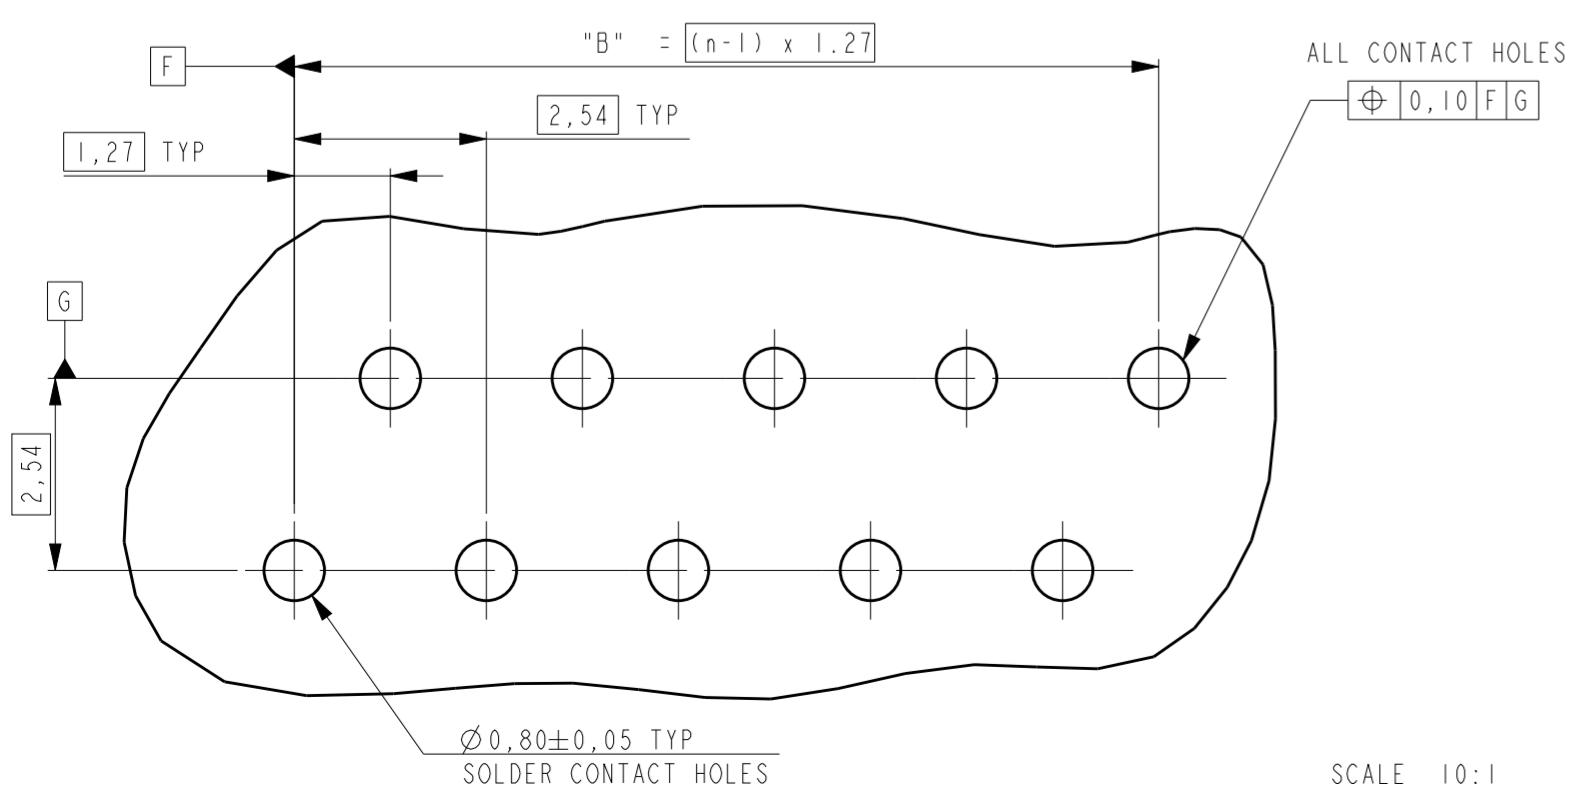 "B" = (n-1) x 1.27
F
ALL CONTACT HOLES
⌖ 0,10 F G
2,54 TYP
1,27 TYP
G
2,54
Ø0,80±0,05 TYP
SOLDER CONTACT HOLES
SCALE 10:1